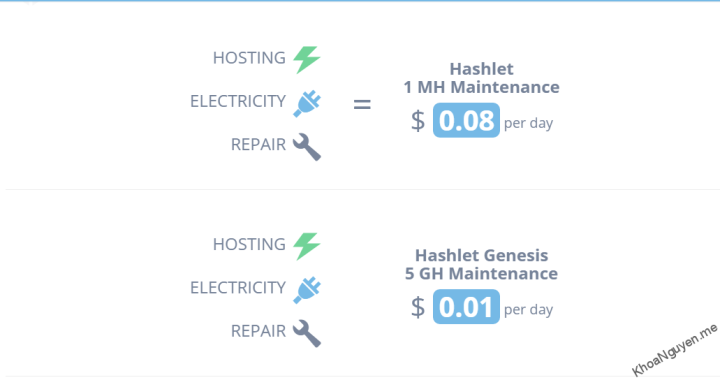 HOSTING
ELECTRICITY
REPAIR
=
Hashlet
1 MH Maintenance
$ 0.08 per day
HOSTING
ELECTRICITY
REPAIR
Hashlet Genesis
5 GH Maintenance
$ 0.01 per day
KhoaNguyen.me